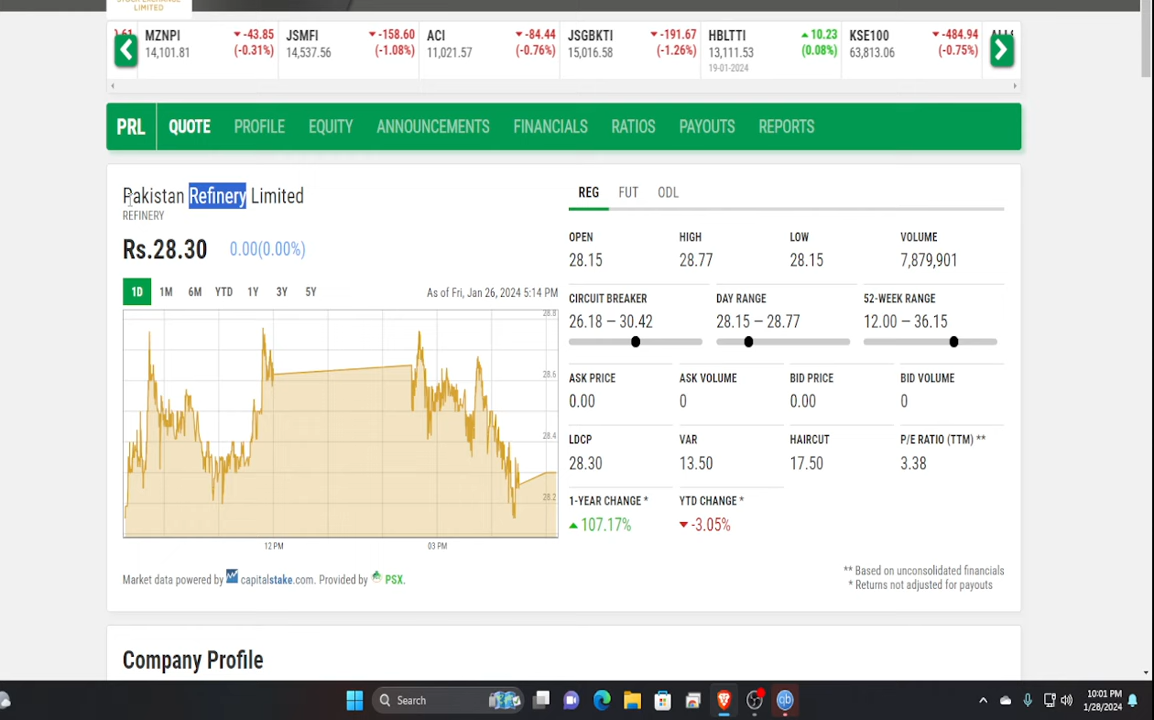 LIMITED
MZNPI -43.85
14,101.81 (-0.31%)
JSMFI -158.60
14,537.56 (-1.08%)
ACI -84.44
11,021.57 (-0.76%)
JSGBKTI -191.67
15,016.58 (-1.26%)
HBLTTI 10.23
13,111.53 (0.08%)
19-01-2024
KSE100 -484.94
63,813.06 (-0.75%)
PRL QUOTE PROFILE EQUITY ANNOUNCEMENTS FINANCIALS RATIOS PAYOUTS REPORTS
Pakistan Refinery Limited
REFINERY
Rs.28.30 0.00(0.00%)
1D 1M 6M YTD 1Y 3Y 5Y As of Fri, Jan 26, 2024 5:14 PM
28.8
28.6
28.4
28.2
12 PM 03 PM
Market data powered by capitalstake.com. Provided by PSX.
REG FUT ODL
OPEN HIGH LOW VOLUME
28.15 28.77 28.15 7,879,901
CIRCUIT BREAKER DAY RANGE 52-WEEK RANGE
26.18 — 30.42 28.15 — 28.77 12.00 — 36.15
ASK PRICE ASK VOLUME BID PRICE BID VOLUME
0.00 0 0.00 0
LDCP VAR HAIRCUT P/E RATIO (TTM) **
28.30 13.50 17.50 3.38
1-YEAR CHANGE * YTD CHANGE *
107.17% -3.05%
** Based on unconsolidated financials
* Returns not adjusted for payouts
Company Profile
Search
10:01 PM
1/28/2024